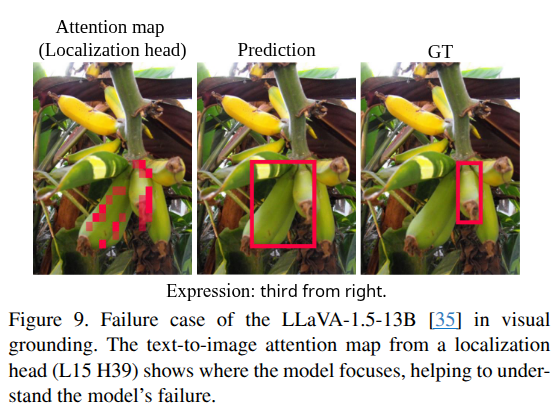 Attention map
(Localization head)
Prediction
GT
Expression: third from right.
Figure 9. Failure case of the LLaVA-1.5-13B [35] in visual
grounding. The text-to-image attention map from a localization
head (L15 H39) shows where the model focuses, helping to under-
stand the model's failure.